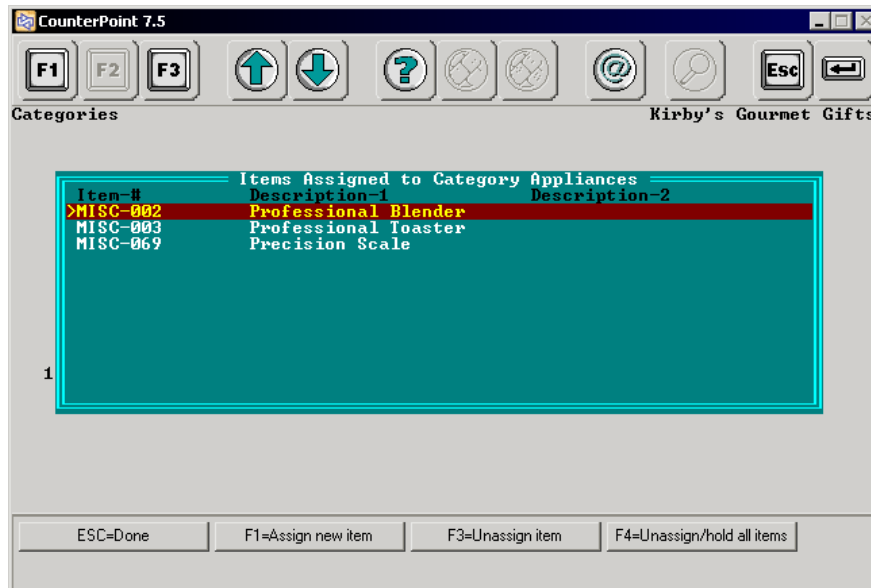 CounterPoint 7.5
F1 F2 F3 ? @ Esc
Categories Kirby's Gourmet Gifts
Items Assigned to Category Appliances
Item-# Description-1 Description-2
>MISC-002 Professional Blender
MISC-003 Professional Toaster
MISC-069 Precision Scale
1
ESC=Done F1=Assign new item F3=Unassign item F4=Unassign/hold all items